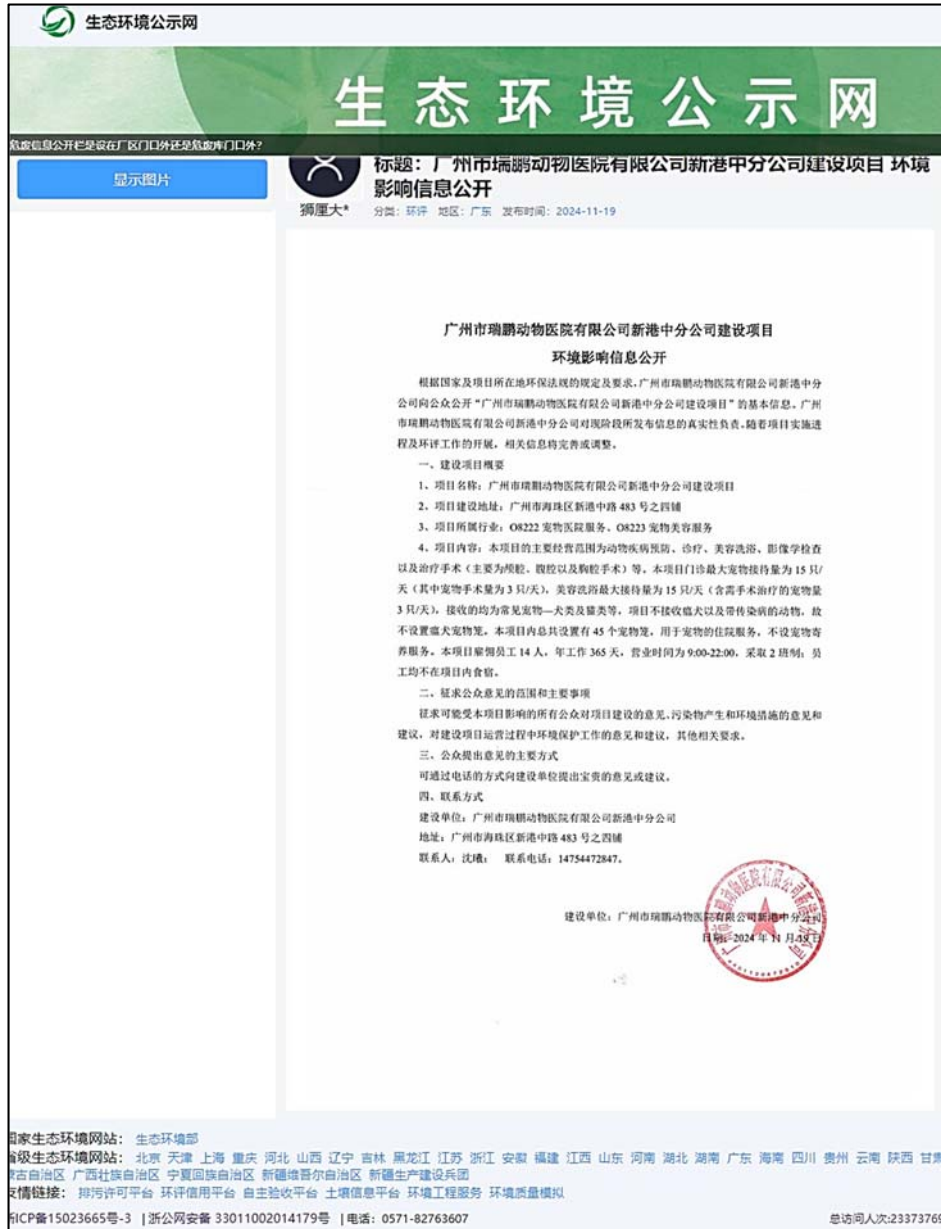 生态环境公示网
生态环境公示网
危废信息公开栏是设在厂区门口外还是危废库门口外?
显示图片
标题：广州市瑞鹏动物医院有限公司新港中分公司建设项目 环境
影响信息公开
狮厘大*
分类：环评 地区：广东 发布时间：2024-11-19
广州市瑞鹏动物医院有限公司新港中分公司建设项目
环境影响信息公开
根据国家及项目所在地环保法规的规定及要求，广州市瑞鹏动物医院有限公司新港中分
公司向公众公开“广州市瑞鹏动物医院有限公司新港中分公司建设项目”的基本信息。广州
市瑞鹏动物医院有限公司新港中分公司对现阶段所发布信息的真实性负责。随着项目实施进
程及环评工作的开展，相关信息将完善或调整。
一、建设项目概要
1、项目名称：广州市瑞鹏动物医院有限公司新港中分公司建设项目
2、项目建设地址：广州市海珠区新港中路 483 号之四铺
3、项目所属行业：O8222 宠物医院服务、O8223 宠物美容服务
4、项目内容：本项目的主要经营范围为动物疾病预防、诊疗、美容洗浴、影像学检查
以及治疗手术（主要为颅腔、腹腔以及胸腔手术）等。本项目门诊最大宠物接待量为 15 只/
天（其中宠物手术量为 3 只/天），美容洗浴最大接待量为 15 只/天（含需手术治疗的宠物量
3 只/天），接收的均为常见宠物—犬类及猫类等，项目不接收瘟犬以及带传染病的动物，故
不设置瘟犬宠物笼。本项目内总共设置有 45 个宠物笼，用于宠物的住院服务，不设宠物寄
养服务。本项目雇佣员工 14 人，年工作 365 天，营业时间为 9:00-22:00，采取 2 班制；员
工均不在项目内食宿。
二、征求公众意见的范围和主要事项
征求可能受本项目影响的所有公众对项目建设的意见、污染物产生和环境措施的意见和
建议，对建设项目运营过程中环境保护工作的意见和建议，其他相关要求。
三、公众提出意见的主要方式
可通过电话的方式向建设单位提出宝贵的意见或建议。
四、联系方式
建设单位：广州市瑞鹏动物医院有限公司新港中分公司
地址：广州市海珠区新港中路 483 号之四铺
联系人：沈曦； 联系电话：14754472847。
建设单位：广州市瑞鹏动物医院有限公司新港中分公司
日期：2024 年 11 月 19 日
国家生态环境网站： 生态环境部
省级生态环境网站： 北京 天津 上海 重庆 河北 山西 辽宁 吉林 黑龙江 江苏 浙江 安徽 福建 江西 山东 河南 湖北 湖南 广东 海南 四川 贵州 云南 陕西 甘肃
蒙古自治区 广西壮族自治区 宁夏回族自治区 新疆维吾尔自治区 新疆生产建设兵团
友情链接： 排污许可平台 环评信用平台 自主验收平台 土壤信息平台 环境工程服务 环境质量模拟
ICP备15023665号-3 |浙公网安备 33011002014179号 |电话：0571-82763607
总访问人次:23373769